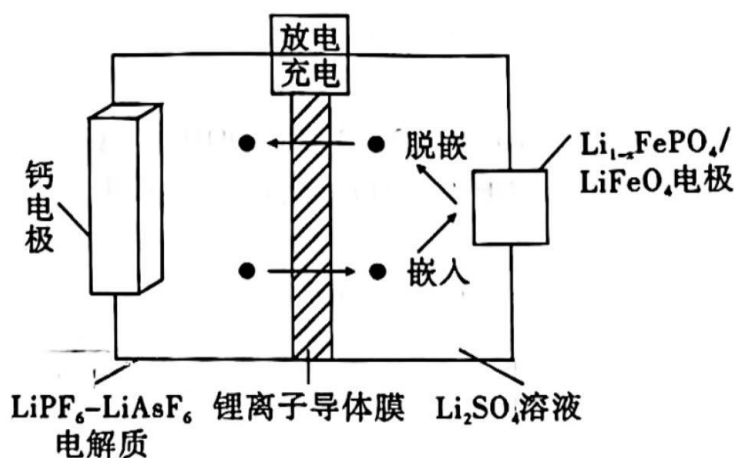 放电
充电
脱嵌
Li₁₋ₓFePO₄/
LiFeO₄电极
钙电极
嵌入
LiPF₆-LiAsF₆
电解质
锂离子导体膜
Li₂SO₄溶液